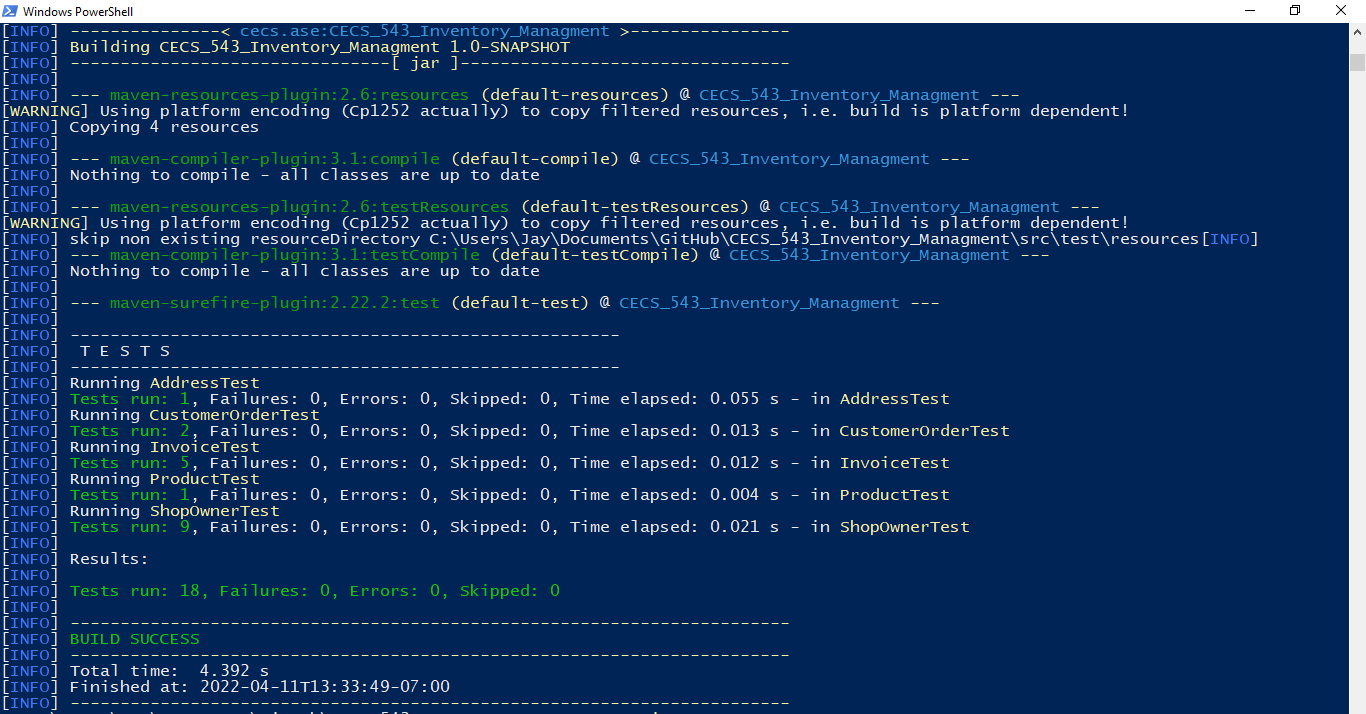 Windows PowerShell
[INFO] ---------------< cecs.ase:CECS_543_Inventory_Managment >----------------
[INFO] Building CECS_543_Inventory_Managment 1.0-SNAPSHOT
[INFO] --------------------------------[ jar ]---------------------------------
[INFO]
[INFO] --- maven-resources-plugin:2.6:resources (default-resources) @ CECS_543_Inventory_Managment ---
[WARNING] Using platform encoding (Cp1252 actually) to copy filtered resources, i.e. build is platform dependent!
[INFO] Copying 4 resources
[INFO]
[INFO] --- maven-compiler-plugin:3.1:compile (default-compile) @ CECS_543_Inventory_Managment ---
[INFO] Nothing to compile - all classes are up to date
[INFO]
[INFO] --- maven-resources-plugin:2.6:testResources (default-testResources) @ CECS_543_Inventory_Managment ---
[WARNING] Using platform encoding (Cp1252 actually) to copy filtered resources, i.e. build is platform dependent!
[INFO] skip non existing resourceDirectory C:\Users\Jay\Documents\GitHub\CECS_543_Inventory_Managment\src\test\resources[INFO]
[INFO] --- maven-compiler-plugin:3.1:testCompile (default-testCompile) @ CECS_543_Inventory_Managment ---
[INFO] Nothing to compile - all classes are up to date
[INFO]
[INFO] --- maven-surefire-plugin:2.22.2:test (default-test) @ CECS_543_Inventory_Managment ---
[INFO]
[INFO] -------------------------------------------------------
[INFO]  T E S T S
[INFO] -------------------------------------------------------
[INFO] Running AddressTest
[INFO] Tests run: 1, Failures: 0, Errors: 0, Skipped: 0, Time elapsed: 0.055 s - in AddressTest
[INFO] Running CustomerOrderTest
[INFO] Tests run: 2, Failures: 0, Errors: 0, Skipped: 0, Time elapsed: 0.013 s - in CustomerOrderTest
[INFO] Running InvoiceTest
[INFO] Tests run: 5, Failures: 0, Errors: 0, Skipped: 0, Time elapsed: 0.012 s - in InvoiceTest
[INFO] Running ProductTest
[INFO] Tests run: 1, Failures: 0, Errors: 0, Skipped: 0, Time elapsed: 0.004 s - in ProductTest
[INFO] Running ShopOwnerTest
[INFO] Tests run: 9, Failures: 0, Errors: 0, Skipped: 0, Time elapsed: 0.021 s - in ShopOwnerTest
[INFO]
[INFO] Results:
[INFO]
[INFO] Tests run: 18, Failures: 0, Errors: 0, Skipped: 0
[INFO]
[INFO] ------------------------------------------------------------------------
[INFO] BUILD SUCCESS
[INFO] ------------------------------------------------------------------------
[INFO] Total time:  4.392 s
[INFO] Finished at: 2022-04-11T13:33:49-07:00
[INFO] ------------------------------------------------------------------------